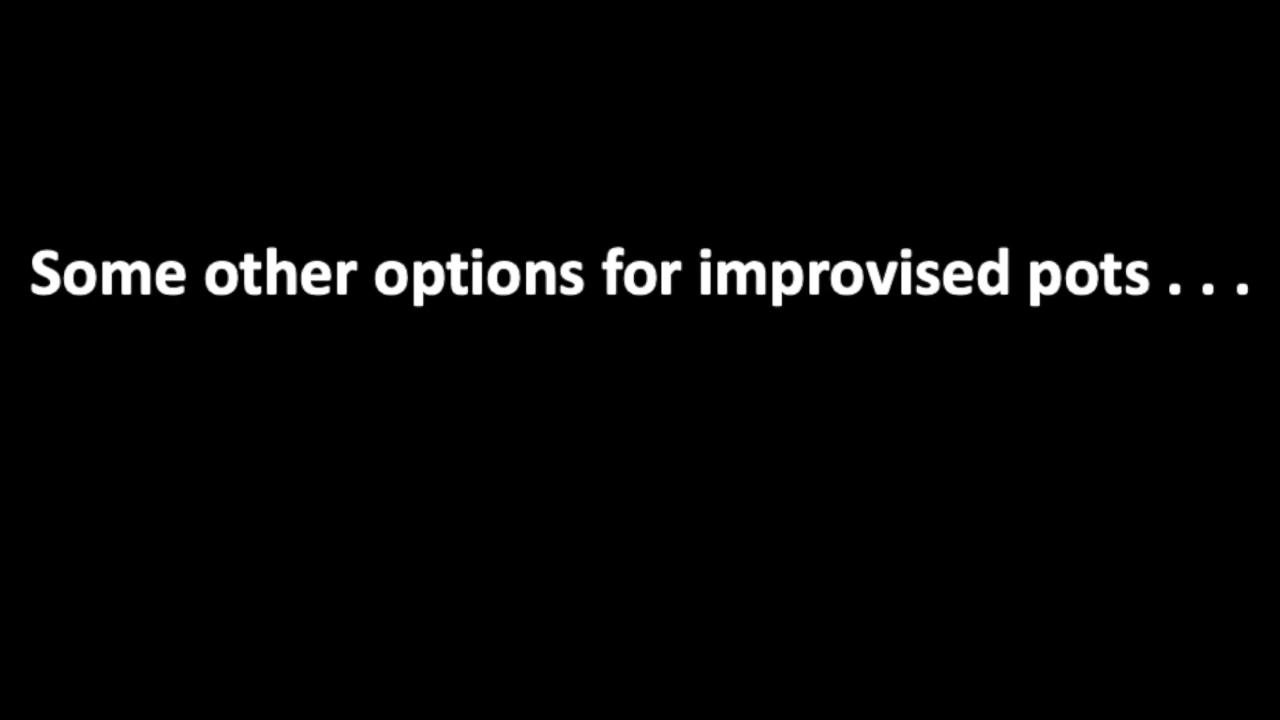 Some other options for improvised pots . . .